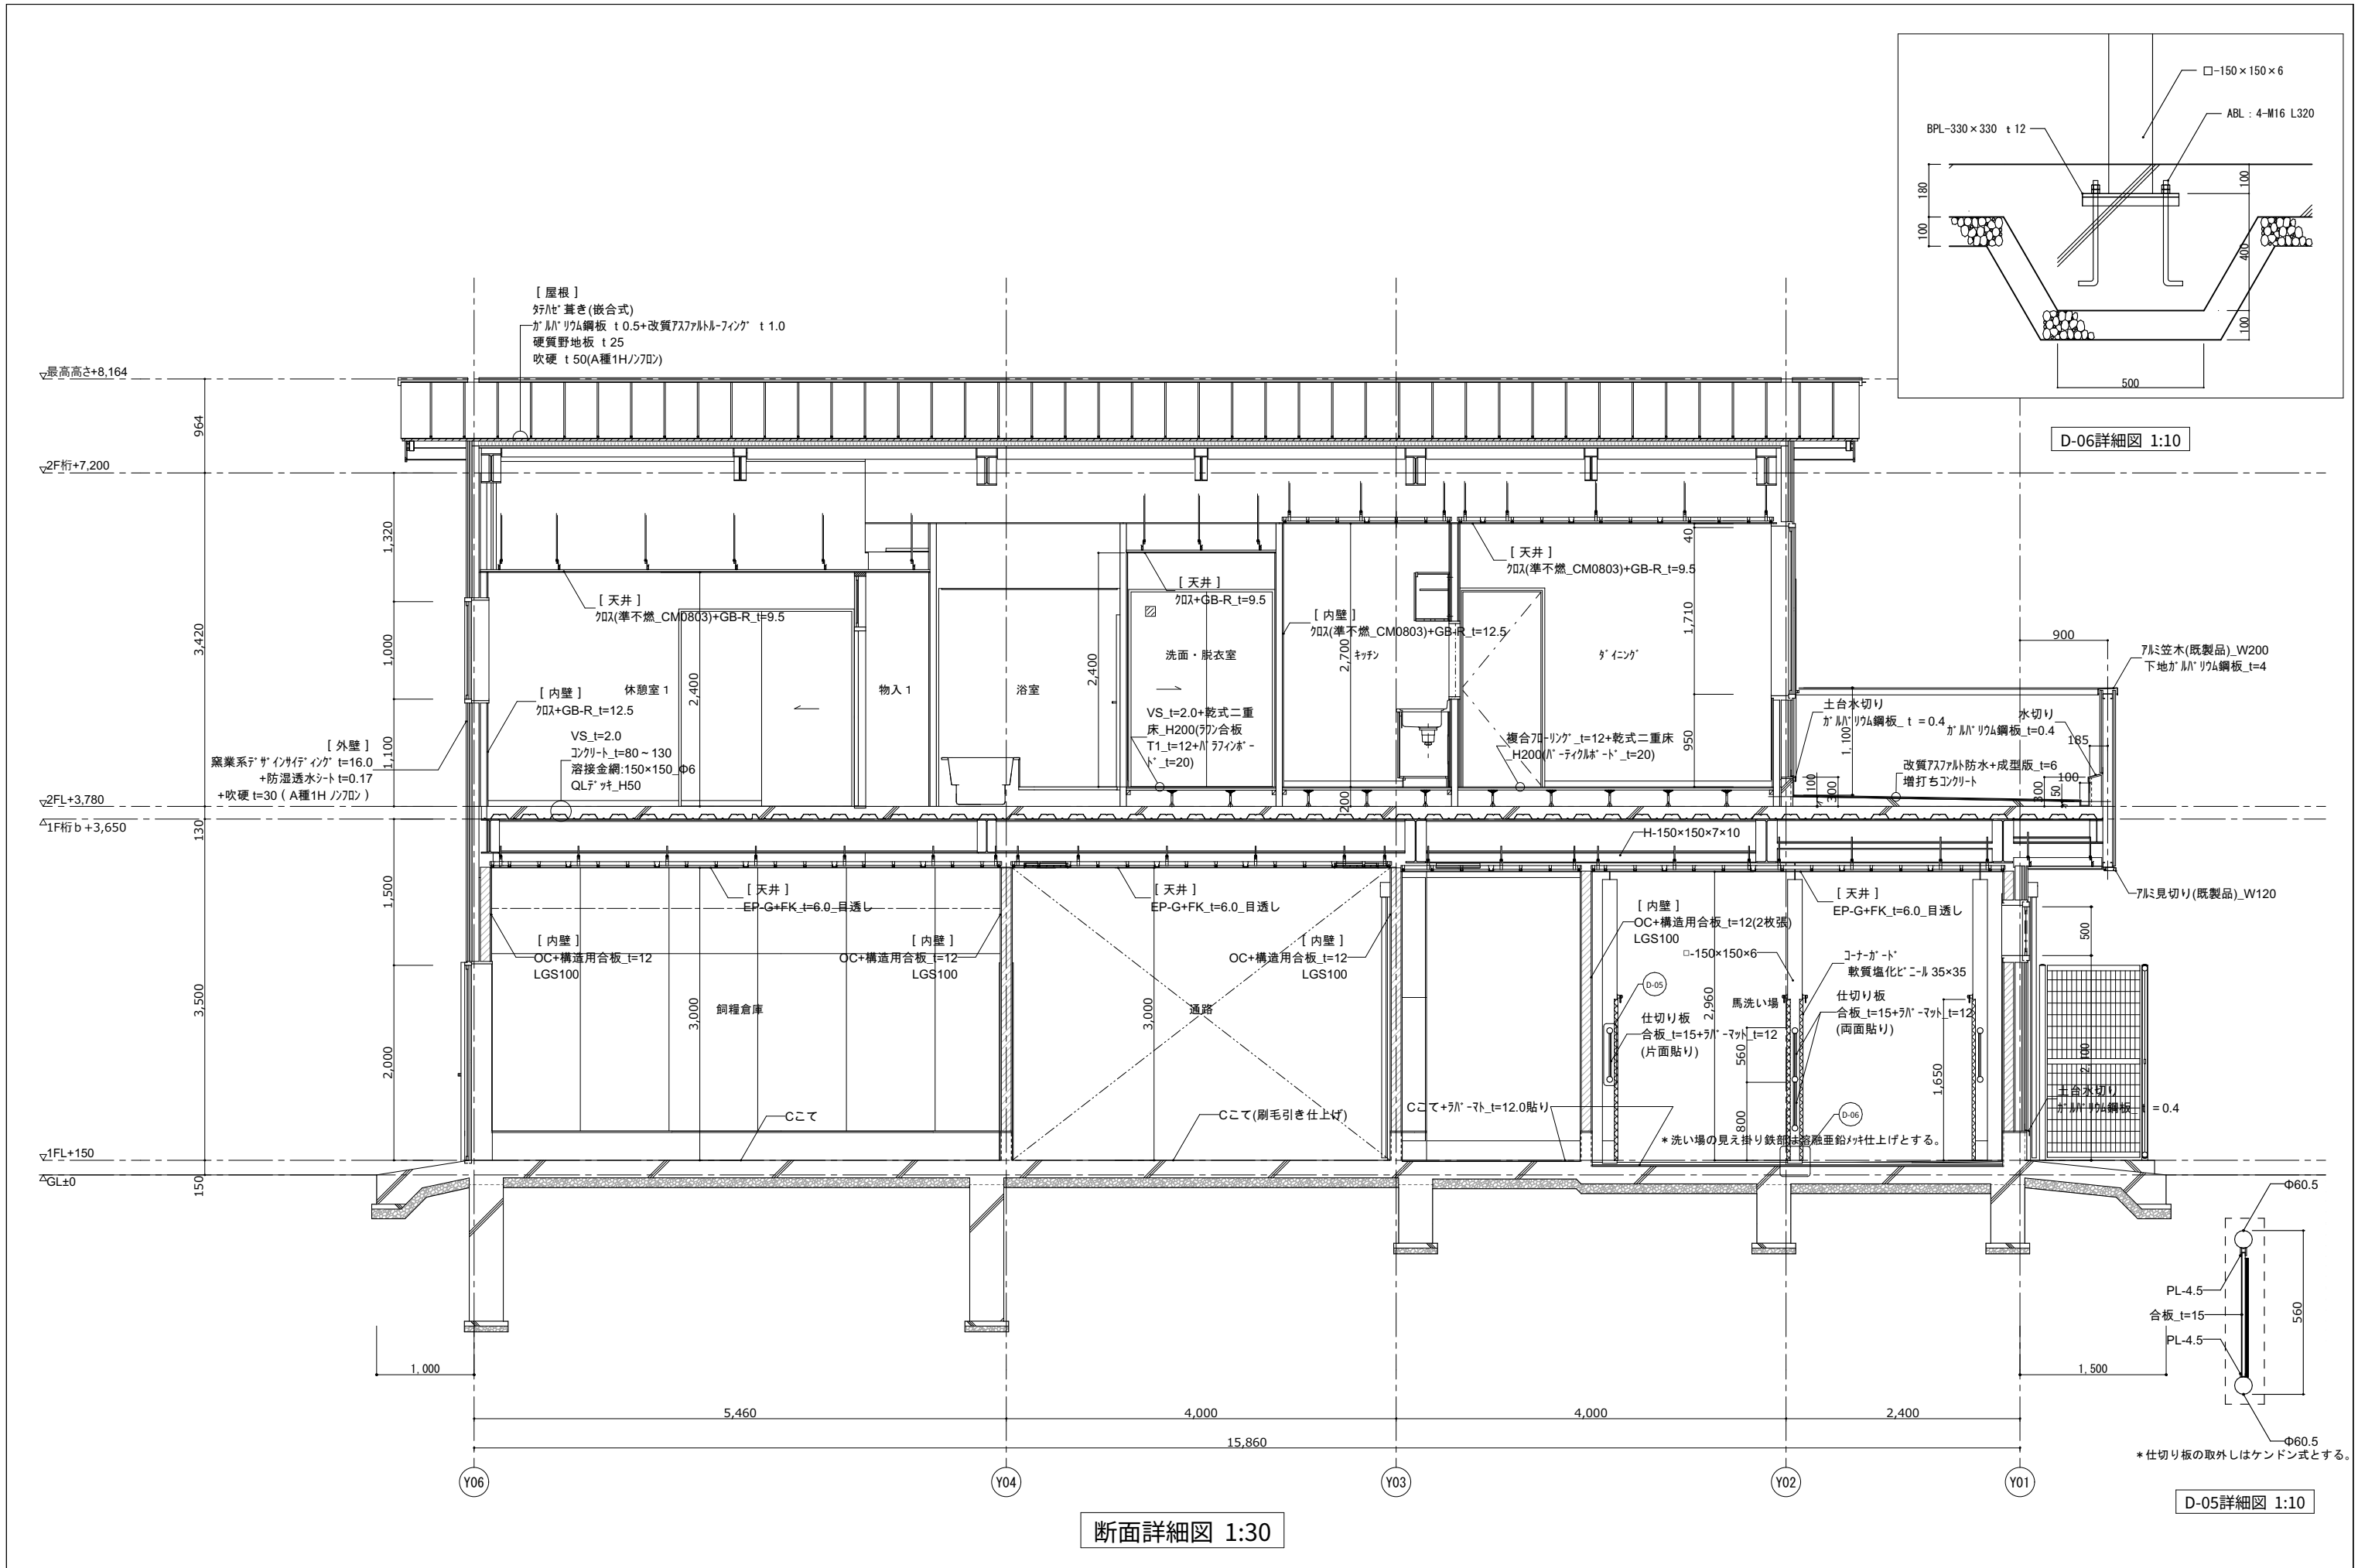 □-150×150×6
ABL : 4-M16 L320
BPL-330×330 t 12
180
100
100
400
100
500
D-06詳細図 1:10
[ 屋根 ]
ﾀﾃﾊｾﾞ葺き(嵌合式)
ｶﾞﾙﾊﾞﾘｳﾑ鋼板 t 0.5+改質ｱｽﾌｧﾙﾄﾙｰﾌｨﾝｸﾞ t 1.0
硬質野地板 t 25
吹硬 t 50(A種1Hﾉﾝﾌﾛﾝ)
最高高さ+8,164
964
2F桁+7,200
3,420
1,320
1,000
1,100
2FL+3,780
130
1F桁b+3,650
1,500
3,500
2,000
1FL+150
GL±0
150
[ 天井 ]
ｸﾛｽ(準不燃_CM0803)+GB-R_t=9.5
[ 天井 ]
ｸﾛｽ+GB-R_t=9.5
[ 天井 ]
ｸﾛｽ(準不燃_CM0803)+GB-R_t=9.5
[ 内壁 ]
ｸﾛｽ(準不燃_CM0803)+GB-R_t=12.5
40
1,710
950
[ 内壁 ]
ｸﾛｽ+GB-R_t=12.5
休憩室 1
2,400
物入 1
浴室
2,400
洗面・脱衣室
2,700
ｷｯﾁﾝ
200
ﾀﾞｲﾆﾝｸﾞ
VS_t=2.0
ｺﾝｸﾘｰﾄ_t=80～130
溶接金網:150×150_Φ6
QLﾃﾞｯｷ_H50
[ 外壁 ]
窯業系ﾃﾞｻﾞｲﾝｻｲﾃﾞｨﾝｸﾞ t=16.0
+防湿透水シート t=0.17
+吹硬 t=30 ( A種1H ﾉﾝﾌﾛﾝ )
VS_t=2.0+乾式二重
床_H200(ﾗﾜﾝ合板
T1_t=12+ﾊﾟﾗﾌｨﾝﾎﾞｰ
ﾄﾞ_t=20)
複合ﾌﾛｰﾘﾝｸﾞ_t=12+乾式二重床
_H200(ﾊﾟｰﾃｨｸﾙﾎﾞｰﾄﾞ_t=20)
900
ｱﾙﾐ笠木(既製品)_W200
下地ｶﾞﾙﾊﾞﾘｳﾑ鋼板_t=4
土台水切り
ｶﾞﾙﾊﾞﾘｳﾑ鋼板_ t = 0.4
水切り
ｶﾞﾙﾊﾞﾘｳﾑ鋼板_t=0.4
1,100
185
改質ｱｽﾌｧﾙﾄ防水+成型版_t=6
増打ちｺﾝｸﾘｰﾄ
100
300
300
100
50
H-150×150×7×10
ｱﾙﾐ見切り(既製品)_W120
[ 天井 ]
EP-G+FK_t=6.0_目透し
[ 天井 ]
EP-G+FK_t=6.0_目透し
[ 天井 ]
EP-G+FK_t=6.0_目透し
[ 内壁 ]
OC+構造用合板_t=12
LGS100
[ 内壁 ]
OC+構造用合板_t=12
LGS100
[ 内壁 ]
OC+構造用合板_t=12
LGS100
[ 内壁 ]
OC+構造用合板_t=12(2枚張)
LGS100
□-150×150×6
ｺｰﾅｰｶﾞｰﾄﾞ
軟質塩化ﾋﾞﾆｰﾙ 35×35
D-05
3,000
飼糧倉庫
3,000
通路
2,960
馬洗い場
仕切り板
合板_t=15+ﾗﾊﾞｰﾏｯﾄ_t=12
(片面貼り)
仕切り板
合板_t=15+ﾗﾊﾞｰﾏｯﾄ_t=12
(両面貼り)
560
800
1,650
500
2,100
Cこて
Cこて(刷毛引き仕上げ)
Cこて+ﾗﾊﾞｰﾏﾄ_t=12.0貼り
D-06
*洗い場の見え掛り鉄部は溶融亜鉛ﾒｯｷ仕上げとする。
土台水切り
ｶﾞﾙﾊﾞﾘｳﾑ鋼板_ t = 0.4
1,000
1,500
5,460
4,000
4,000
2,400
15,860
Y06
Y04
Y03
Y02
Y01
Φ60.5
PL-4.5
合板_t=15
PL-4.5
560
Φ60.5
*仕切り板の取外しはケンドン式とする。
D-05詳細図 1:10
断面詳細図 1:30